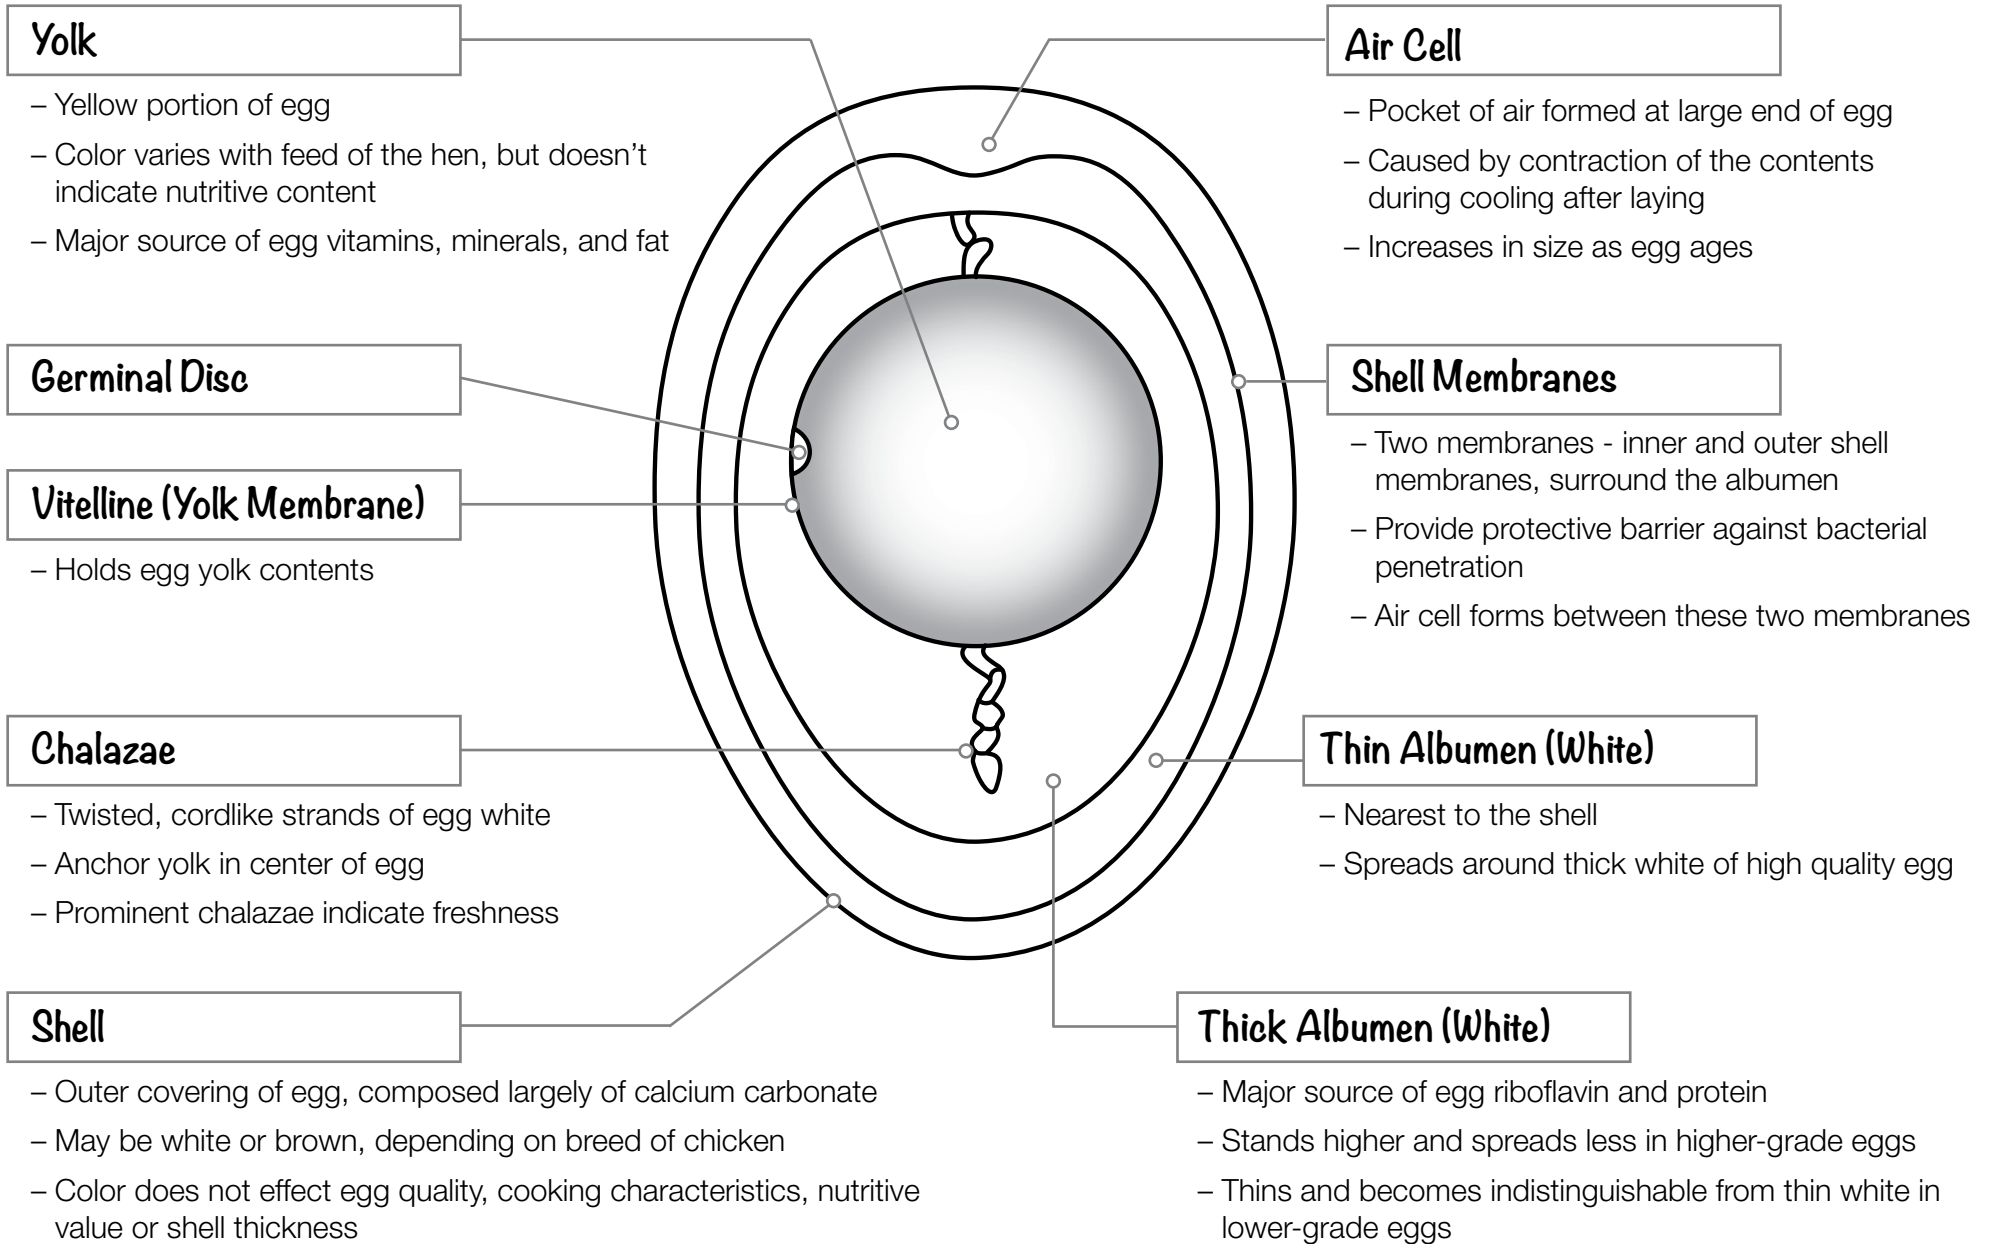 Yolk
– Yellow portion of egg
– Color varies with feed of the hen, but doesn’t
indicate nutritive content
– Major source of egg vitamins, minerals, and fat
Germinal Disc
Vitelline (Yolk Membrane)
– Holds egg yolk contents
Chalazae
– Twisted, cordlike strands of egg white
– Anchor yolk in center of egg
– Prominent chalazae indicate freshness
Shell
– Outer covering of egg, composed largely of calcium carbonate
– May be white or brown, depending on breed of chicken
– Color does not effect egg quality, cooking characteristics, nutritive
value or shell thickness
Air Cell
– Pocket of air formed at large end of egg
– Caused by contraction of the contents
during cooling after laying
– Increases in size as egg ages
Shell Membranes
– Two membranes - inner and outer shell
membranes, surround the albumen
– Provide protective barrier against bacterial
penetration
– Air cell forms between these two membranes
Thin Albumen (White)
– Nearest to the shell
– Spreads around thick white of high quality egg
Thick Albumen (White)
– Major source of egg riboflavin and protein
– Stands higher and spreads less in higher-grade eggs
– Thins and becomes indistinguishable from thin white in
lower-grade eggs